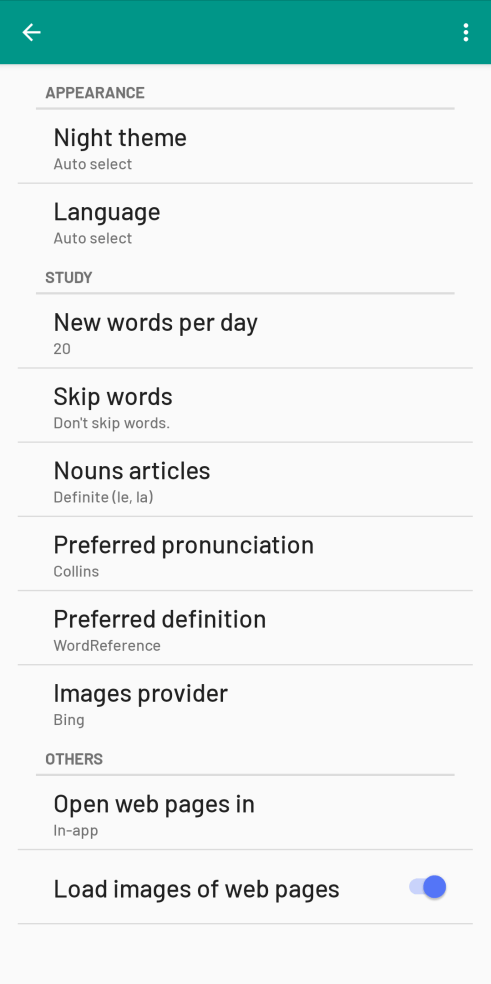 APPEARANCE
Night theme
Auto select
Language
Auto select
STUDY
New words per day
20
Skip words
Don't skip words.
Nouns articles
Definite (le, la)
Preferred pronunciation
Collins
Preferred definition
WordReference
Images provider
Bing
OTHERS
Open web pages in
In-app
Load images of web pages